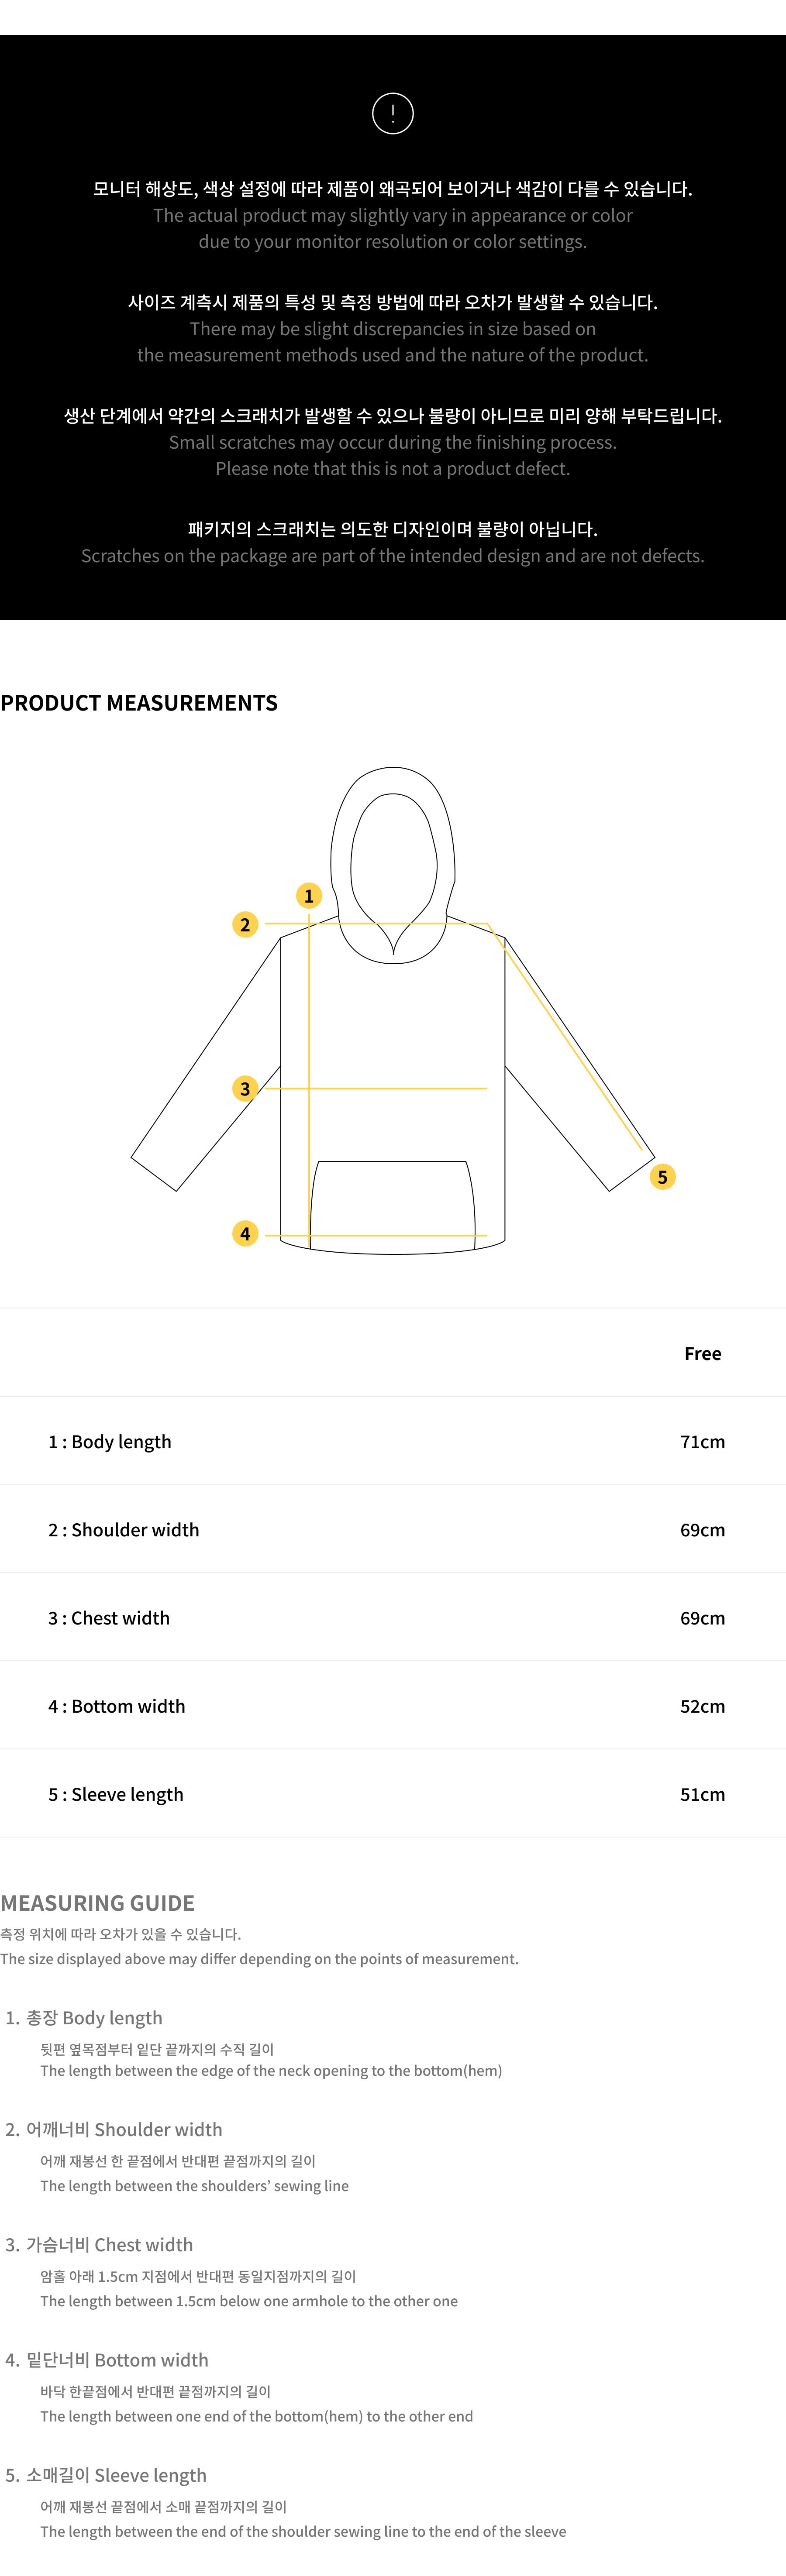 !
모니터 해상도, 색상 설정에 따라 제품이 왜곡되어 보이거나 색감이 다를 수 있습니다.
The actual product may slightly vary in appearance or color
due to your monitor resolution or color settings.
사이즈 계측시 제품의 특성 및 측정 방법에 따라 오차가 발생할 수 있습니다.
There may be slight discrepancies in size based on
the measurement methods used and the nature of the product.
생산 단계에서 약간의 스크래치가 발생할 수 있으나 불량이 아니므로 미리 양해 부탁드립니다.
Small scratches may occur during the finishing process.
Please note that this is not a product defect.
패키지의 스크래치는 의도한 디자인이며 불량이 아닙니다.
Scratches on the package are part of the intended design and are not defects.
PRODUCT MEASUREMENTS
1
2
3
5
4
Free
1 : Body length 71cm
2 : Shoulder width 69cm
3 : Chest width 69cm
4 : Bottom width 52cm
5 : Sleeve length 51cm
MEASURING GUIDE
측정 위치에 따라 오차가 있을 수 있습니다.
The size displayed above may differ depending on the points of measurement.
1. 총장 Body length
뒷편 옆목점부터 밑단 끝까지의 수직 길이
The length between the edge of the neck opening to the bottom(hem)
2. 어깨너비 Shoulder width
어깨 재봉선 한 끝점에서 반대편 끝점까지의 길이
The length between the shoulders’ sewing line
3. 가슴너비 Chest width
암홀 아래 1.5cm 지점에서 반대편 동일지점까지의 길이
The length between 1.5cm below one armhole to the other one
4. 밑단너비 Bottom width
바닥 한끝점에서 반대편 끝점까지의 길이
The length between one end of the bottom(hem) to the other end
5. 소매길이 Sleeve length
어깨 재봉선 끝점에서 소매 끝점까지의 길이
The length between the end of the shoulder sewing line to the end of the sleeve